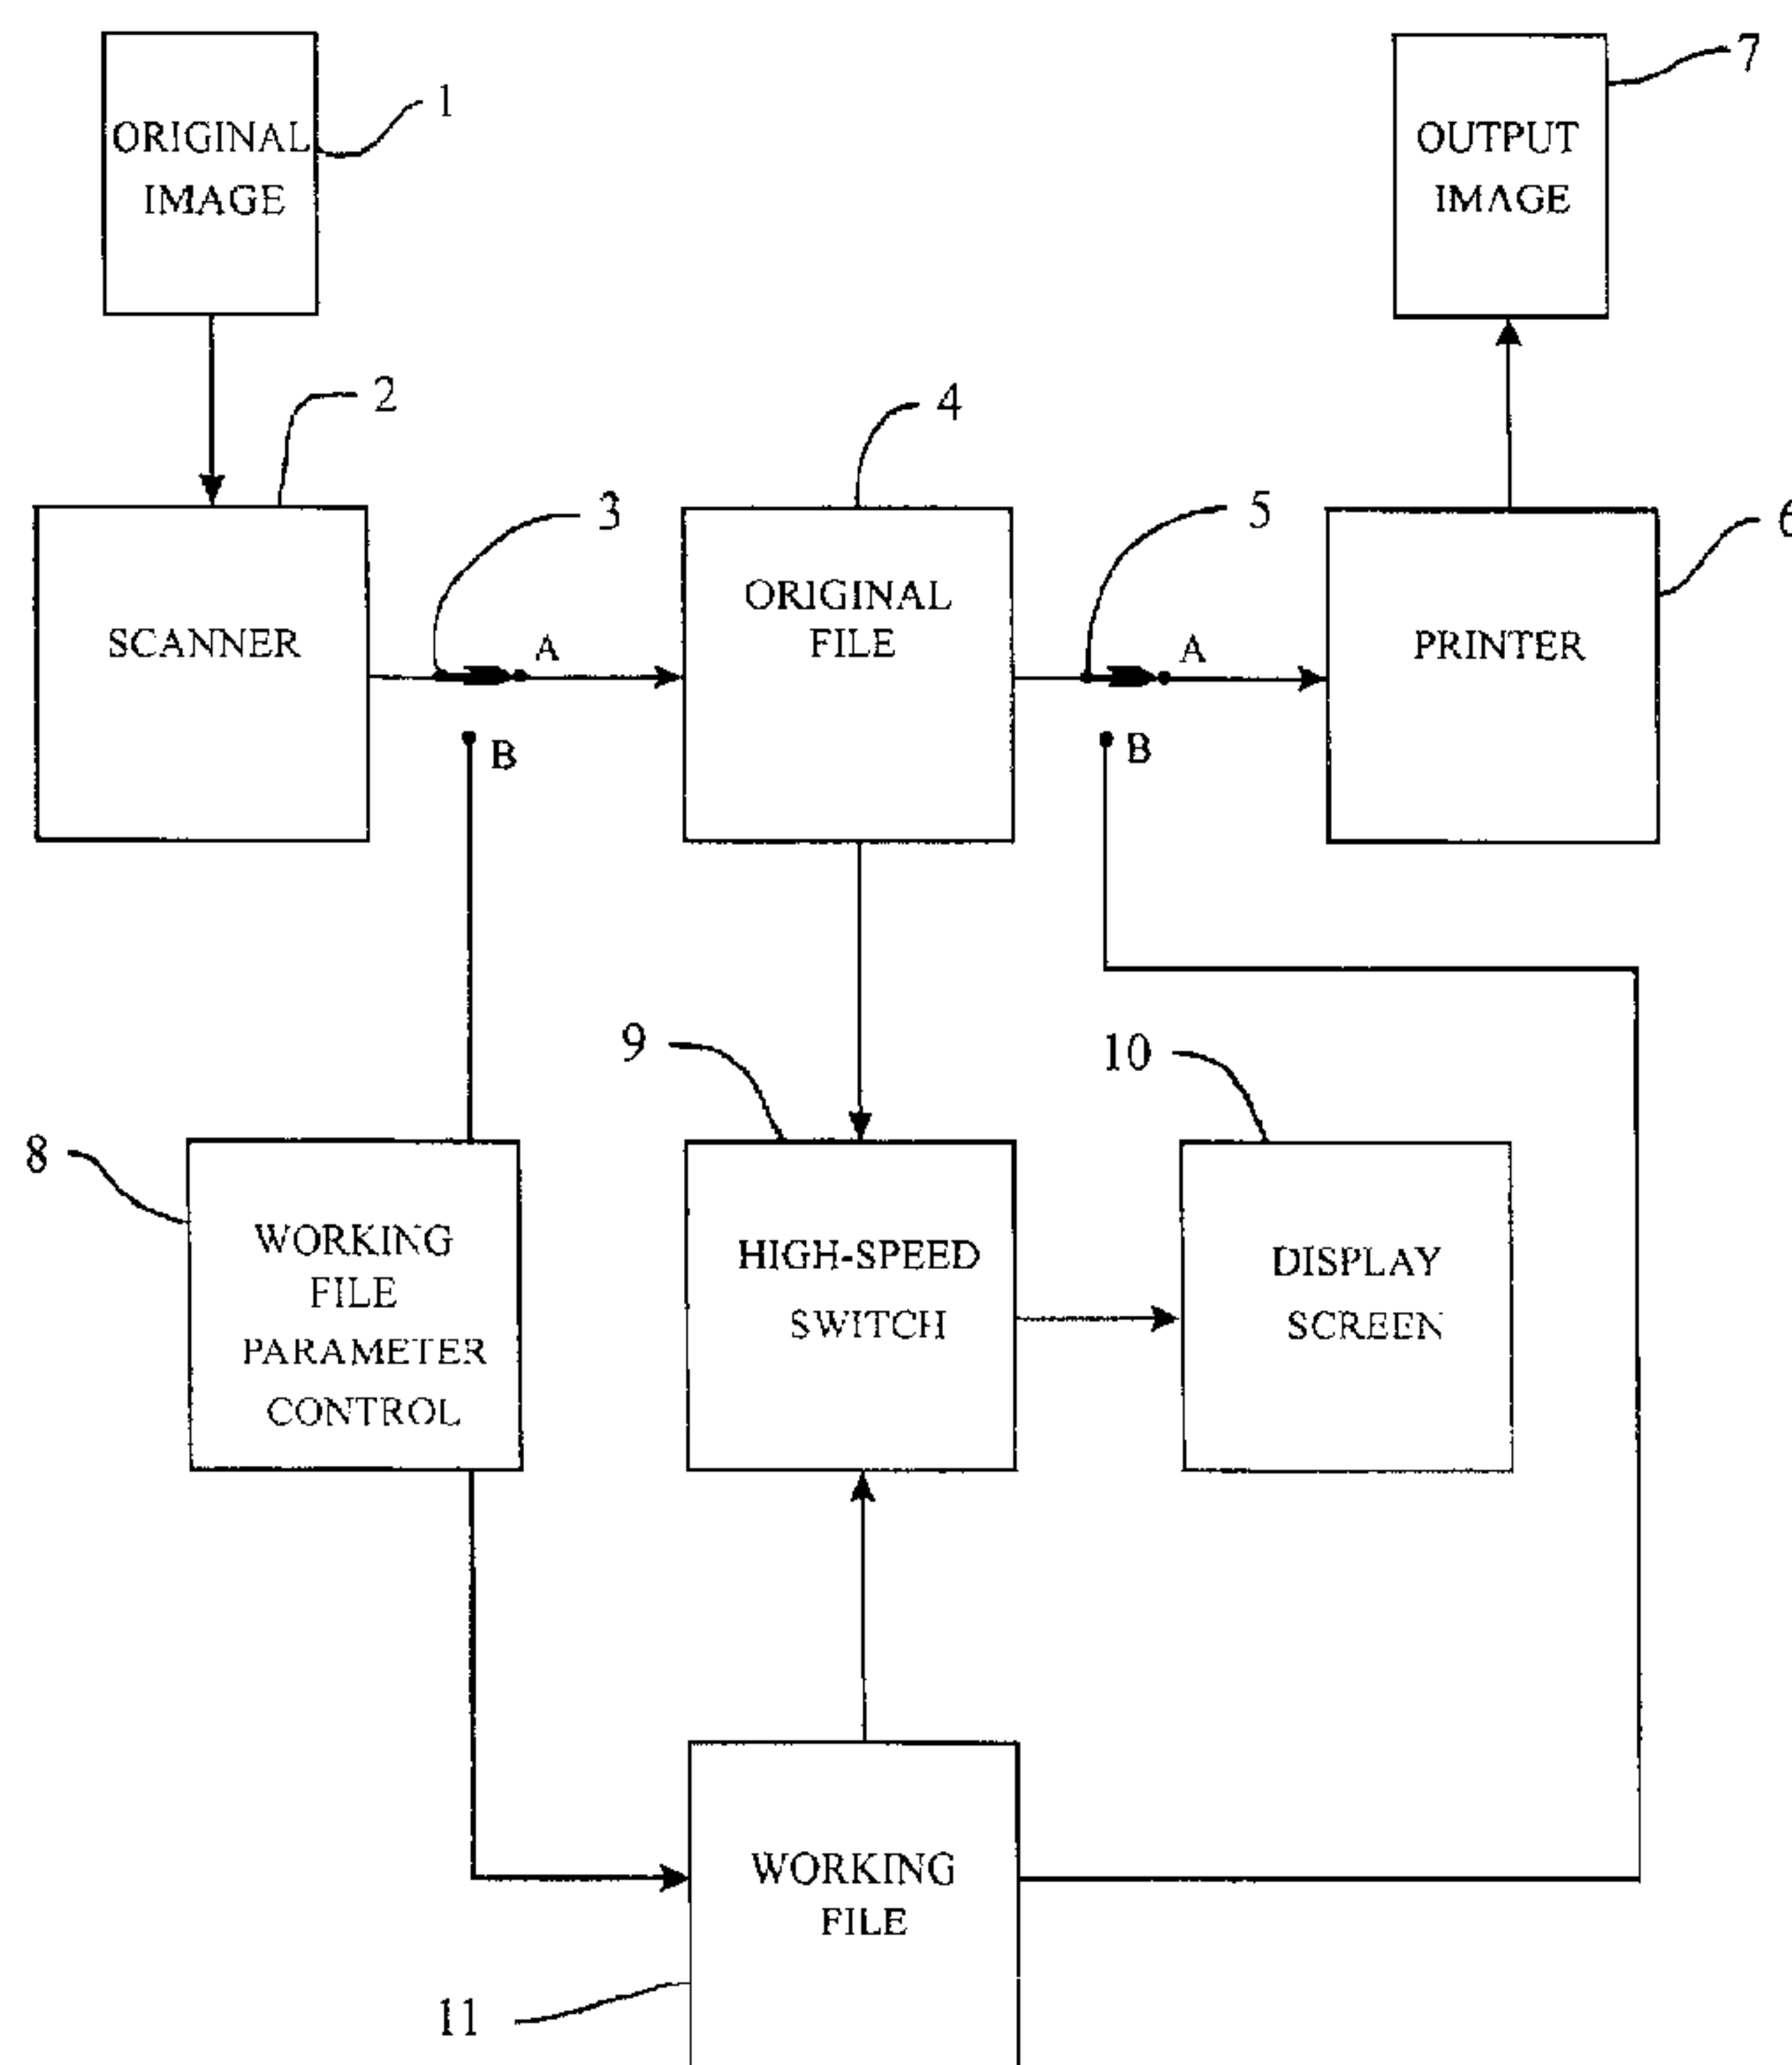 ORIGINAL
IMAGE
1
OUTPUT
IMAGE
7
2
SCANNER
3
A
B
4
ORIGINAL
FILE
5
A
B
6
PRINTER
8
WORKING
FILE
PARAMETER
CONTROL
9
HIGH-SPEED
SWITCH
10
DISPLAY
SCREEN
WORKING
FILE
11